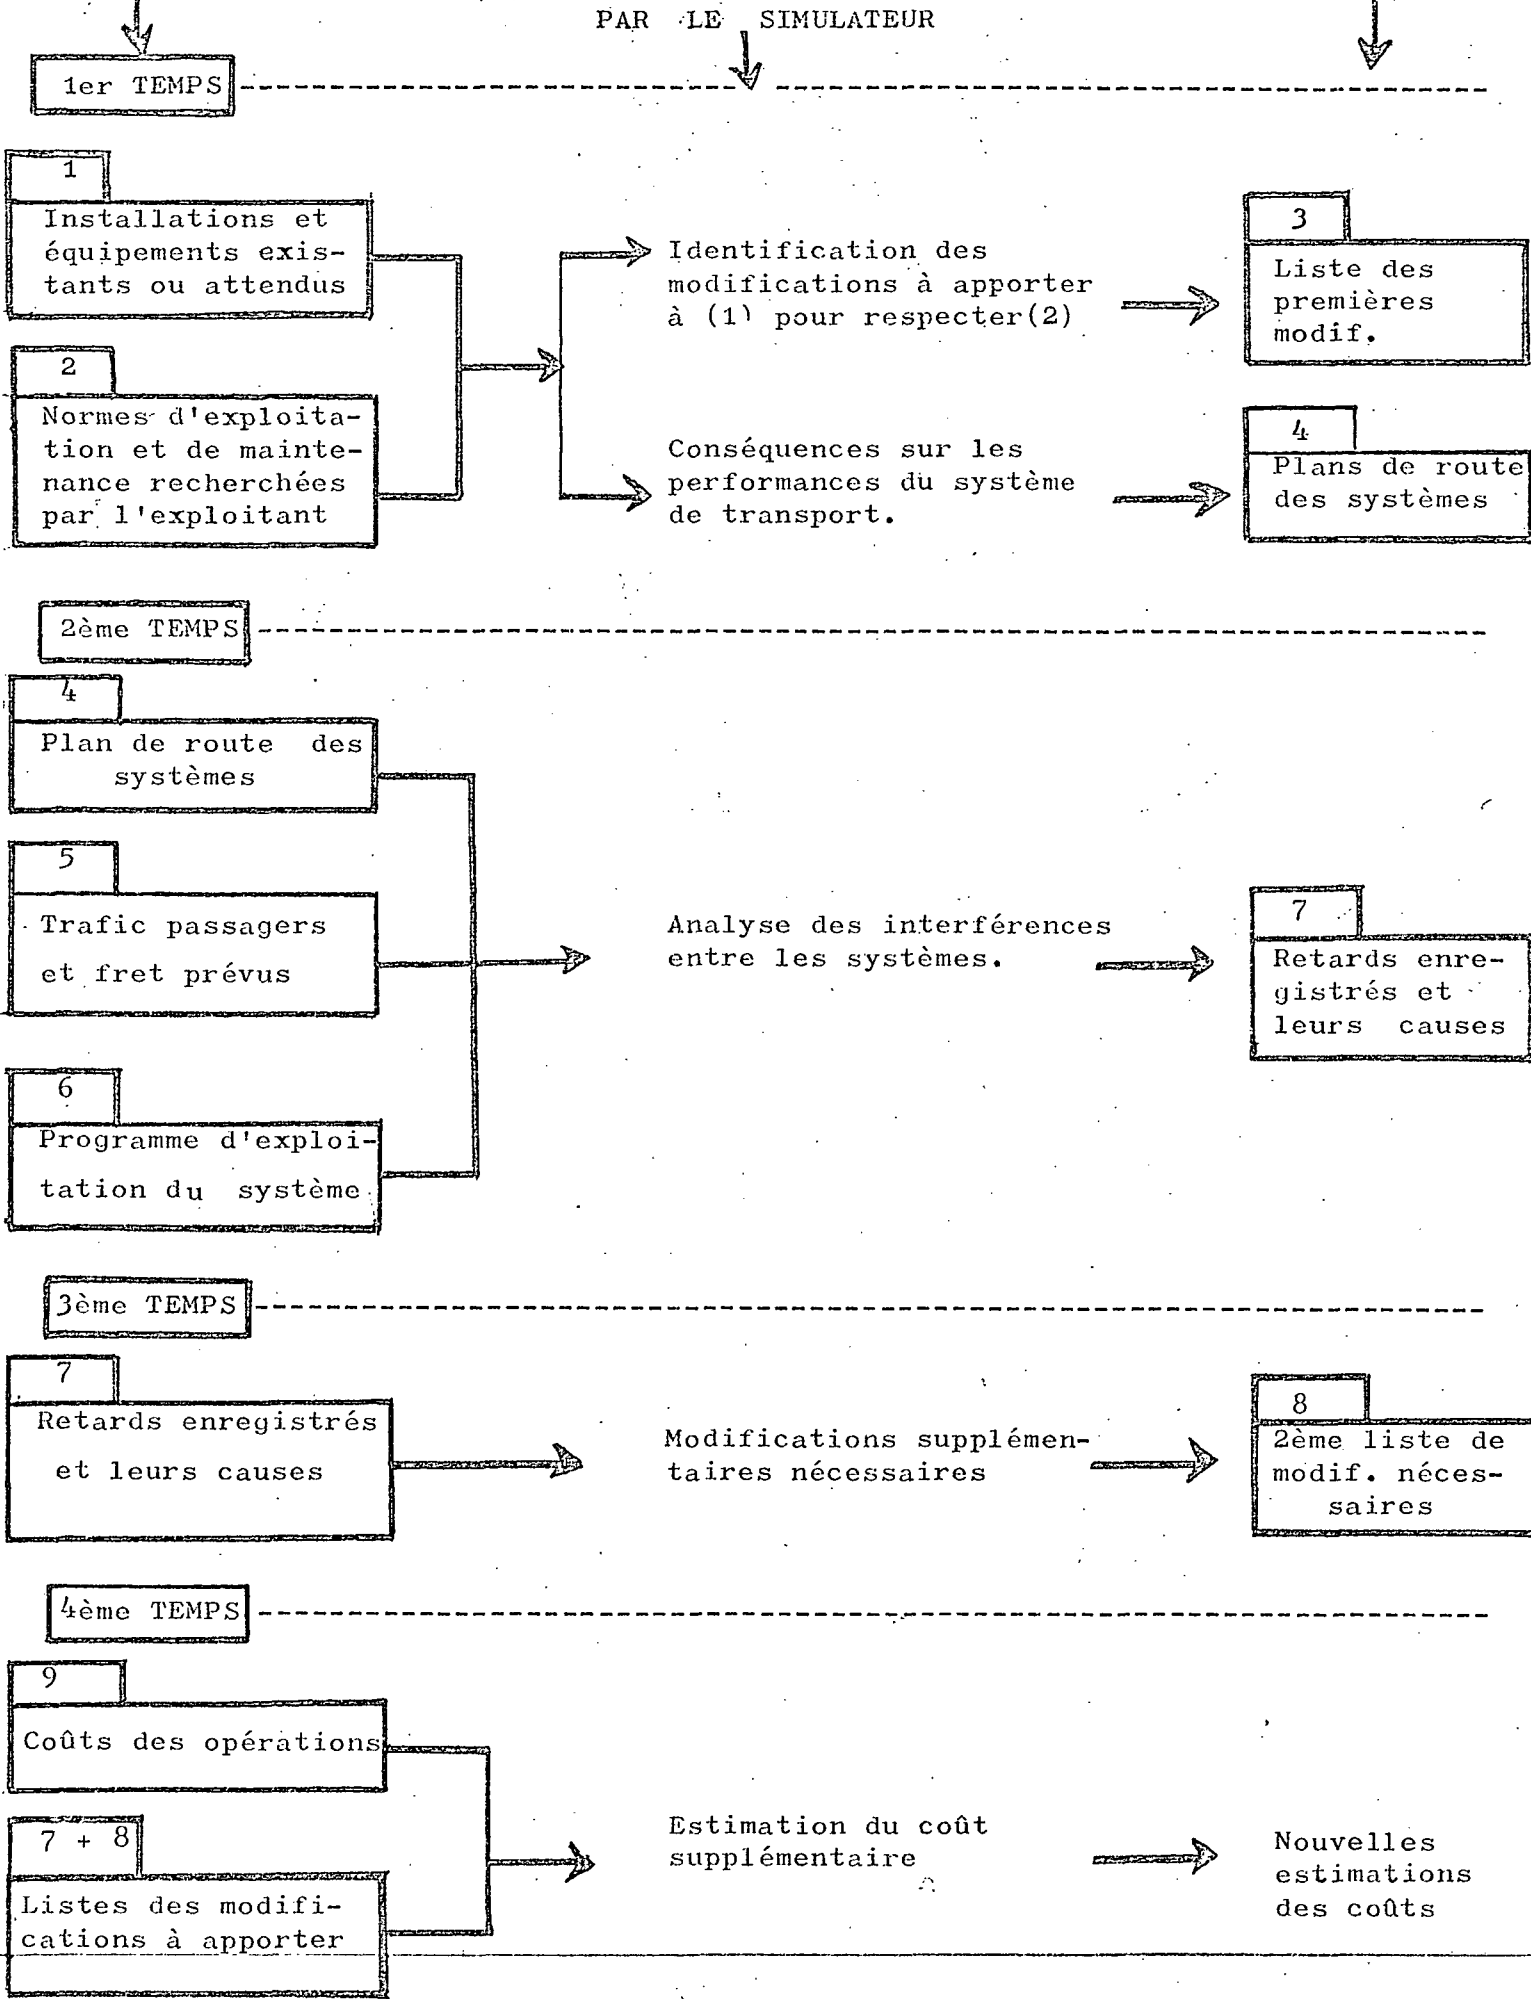 PAR LE SIMULATEUR
1er TEMPS
1
Installations et
équipements exis-
tants ou attendus
2
Normes d'exploita-
tion et de mainte-
nance recherchées
par l'exploitant
Identification des
modifications à apporter
à (1) pour respecter(2)
Conséquences sur les
performances du système
de transport.
3
Liste des
premières
modif.
4
Plans de route
des systèmes
2ème TEMPS
4
Plan de route des
systèmes
5
Trafic passagers
et fret prévus
6
Programme d'exploi-
tation du système
Analyse des interférences
entre les systèmes.
7
Retards enre-
gistrés et
leurs causes
3ème TEMPS
7
Retards enregistrés
et leurs causes
Modifications supplémen-
taires nécessaires
8
2ème liste de
modif. néces-
saires
4ème TEMPS
9
Coûts des opérations
7 + 8
Listes des modifi-
cations à apporter
Estimation du coût
supplémentaire
Nouvelles
estimations
des coûts